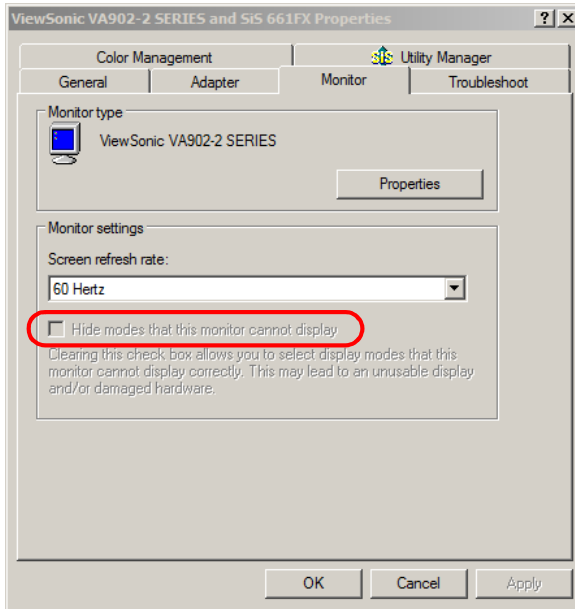 ViewSonic VA902-2 SERIES and SiS 661FX Properties
Color Management
SiS Utility Manager
General
Adapter
Monitor
Troubleshoot
Monitor type
ViewSonic VA902-2 SERIES
Properties
Monitor settings
Screen refresh rate:
60 Hertz
Hide modes that this monitor cannot display
Clearing this check box allows you to select display modes that this
monitor cannot display correctly. This may lead to an unusable display
and/or damaged hardware.
OK
Cancel
Apply